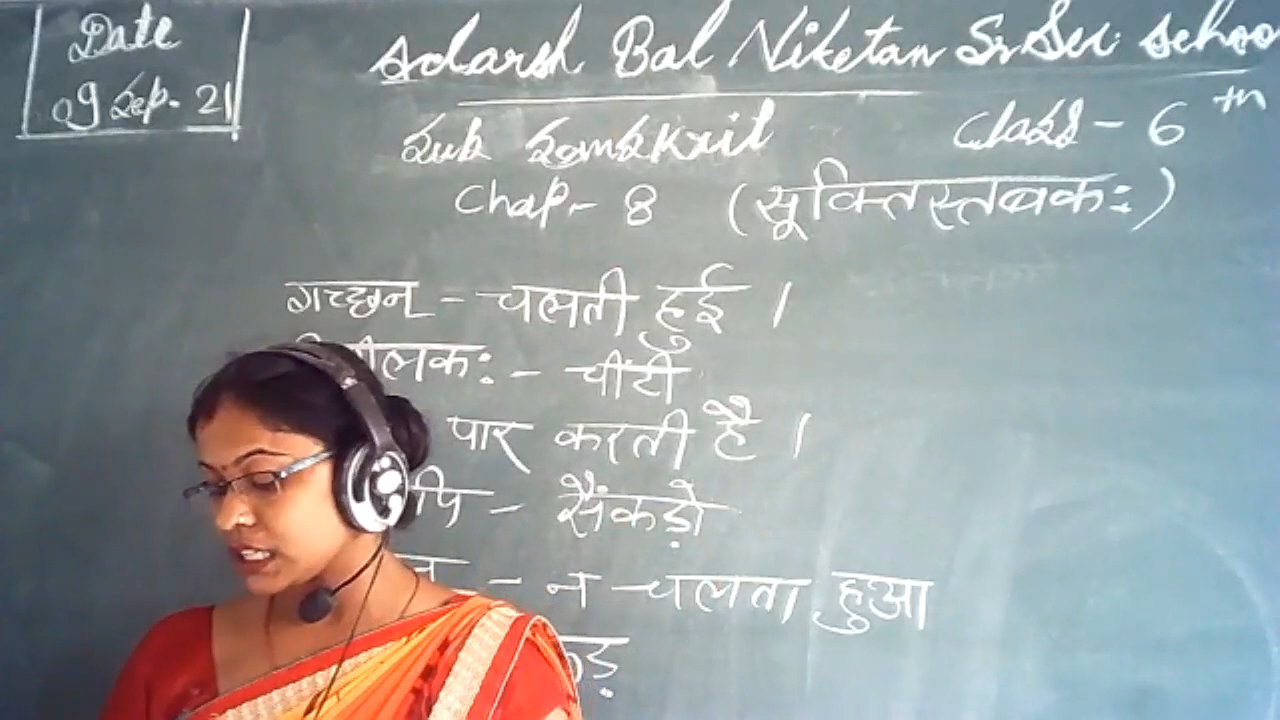 Date
09 Sep. 21
Adarsh Bal Niketan Sr. Sec. School
Sub Samskrit Class - 6th
Chap - 8 (सूक्तिस्तबकः)
गच्छन् - चलती हुई ।
- चींटी
पार करती है ।
- सैंकड़ो
- न चलता हुआ